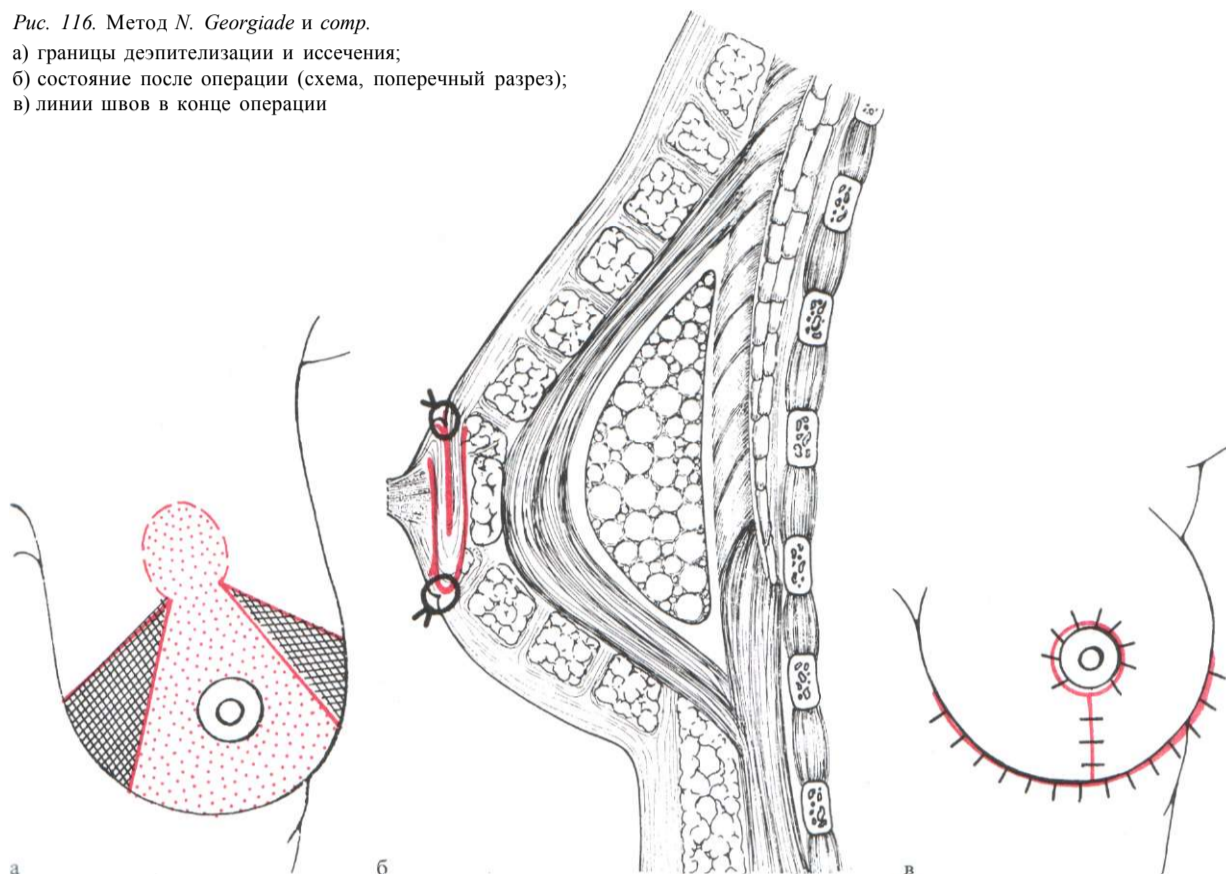 Рис. 116. Метод N. Georgiade и comp.
а) границы деэпителизации и иссечения;
б) состояние после операции (схема, поперечный разрез);
в) линии швов в конце операции
а
б
в